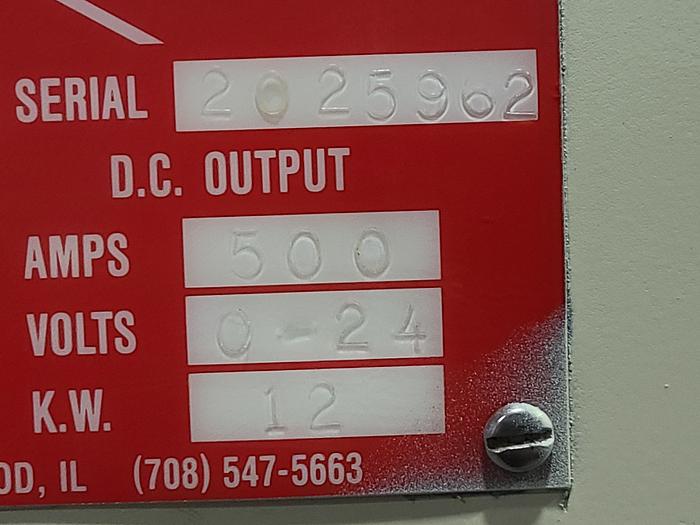 SERIAL 2025962
D.C. OUTPUT
AMPS 500
VOLTS 0-24
K.W. 12
OD, IL (708) 547-5663